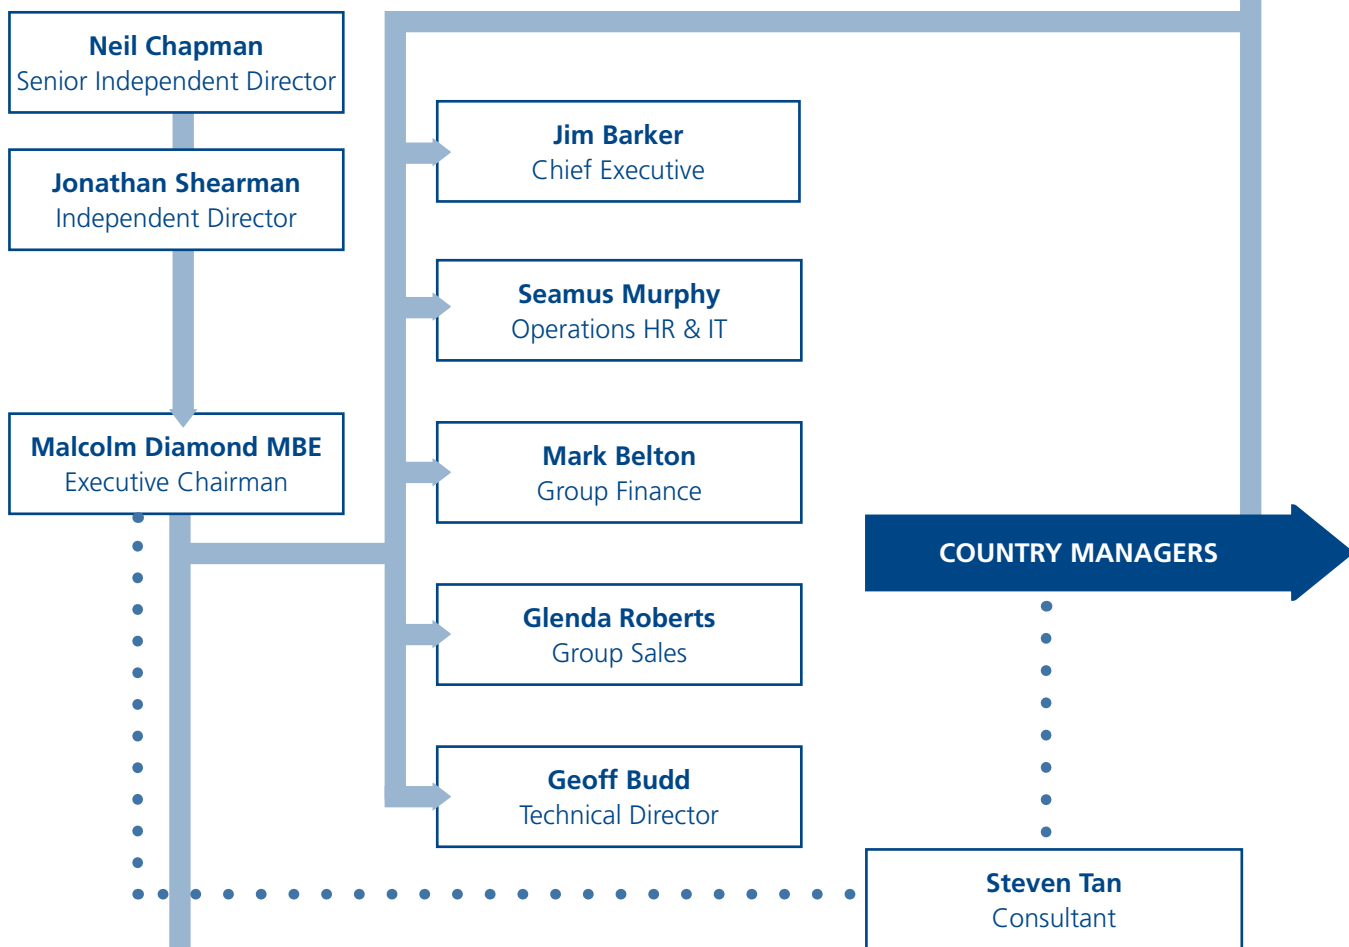 Neil Chapman
Senior Independent Director
Jonathan Shearman
Independent Director
Malcolm Diamond MBE
Executive Chairman
Jim Barker
Chief Executive
Seamus Murphy
Operations HR & IT
Mark Belton
Group Finance
Glenda Roberts
Group Sales
Geoff Budd
Technical Director
COUNTRY MANAGERS
Steven Tan
Consultant